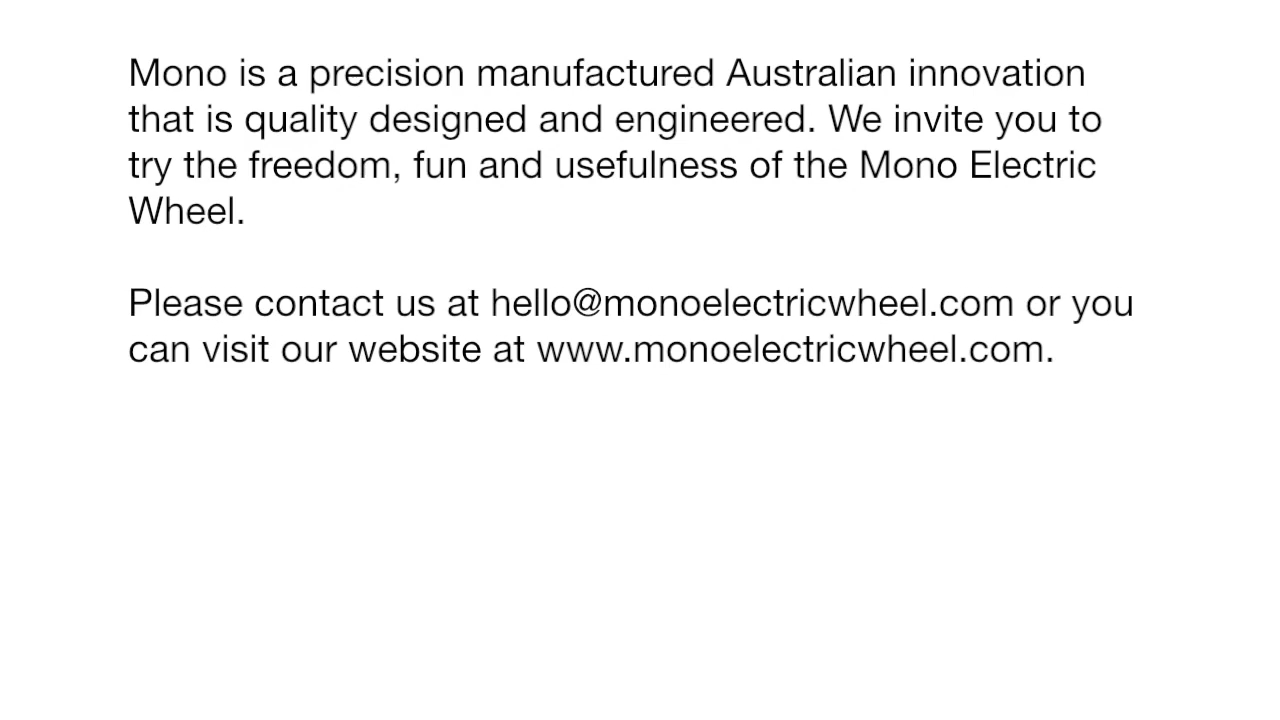 Mono is a precision manufactured Australian innovation
that is quality designed and engineered. We invite you to
try the freedom, fun and usefulness of the Mono Electric
Wheel.
Please contact us at hello@monoelectricwheel.com or you
can visit our website at www.monoelectricwheel.com.